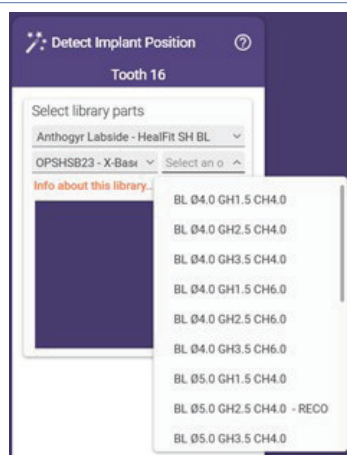 Detect Implant Position
Tooth 16
Select library parts
Anthogyr Labside - HealFit SH BL
OPSHSB23 - X-Base Select an o
Info about this library...
BL Ø4.0 GH1.5 CH4.0
BL Ø4.0 GH2.5 CH4.0
BL Ø4.0 GH3.5 CH4.0
BL Ø4.0 GH1.5 CH6.0
BL Ø4.0 GH2.5 CH6.0
BL Ø4.0 GH3.5 CH6.0
BL Ø5.0 GH1.5 CH4.0
BL Ø5.0 GH2.5 CH4.0 - RECO
BL Ø5.0 GH3.5 CH4.0